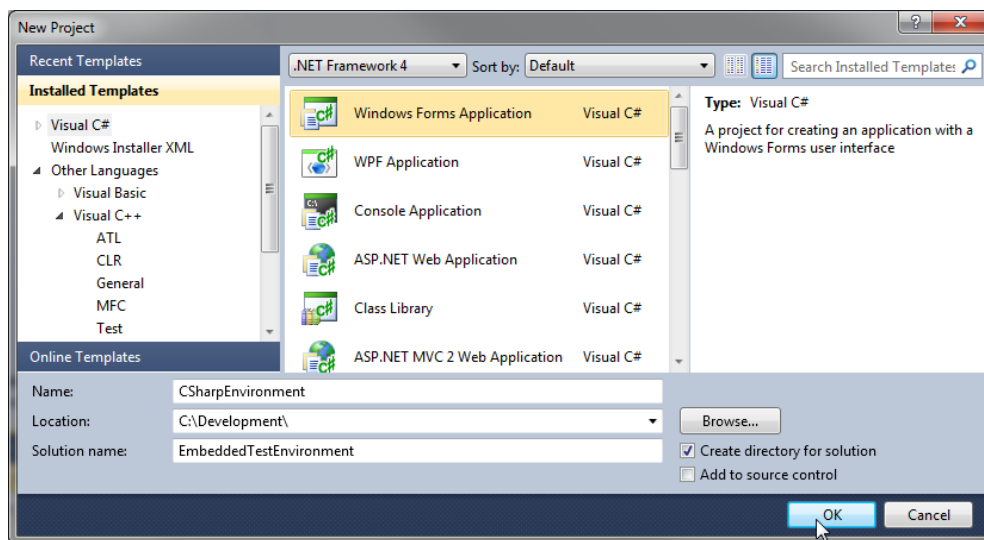 New Project
Recent Templates
Installed Templates
Visual C#
Windows Installer XML
Other Languages
Visual Basic
Visual C++
ATL
CLR
General
MFC
Test
Online Templates
.NET Framework 4
Sort by: Default
Search Installed Templates
Windows Forms Application Visual C#
WPF Application Visual C#
Console Application Visual C#
ASP.NET Web Application Visual C#
Class Library Visual C#
ASP.NET MVC 2 Web Application Visual C#
Type: Visual C#
A project for creating an application with a
Windows Forms user interface
Name: CSharpEnvironment
Location: C:\Development\
Browse...
Solution name: EmbeddedTestEnvironment
Create directory for solution
Add to source control
OK Cancel